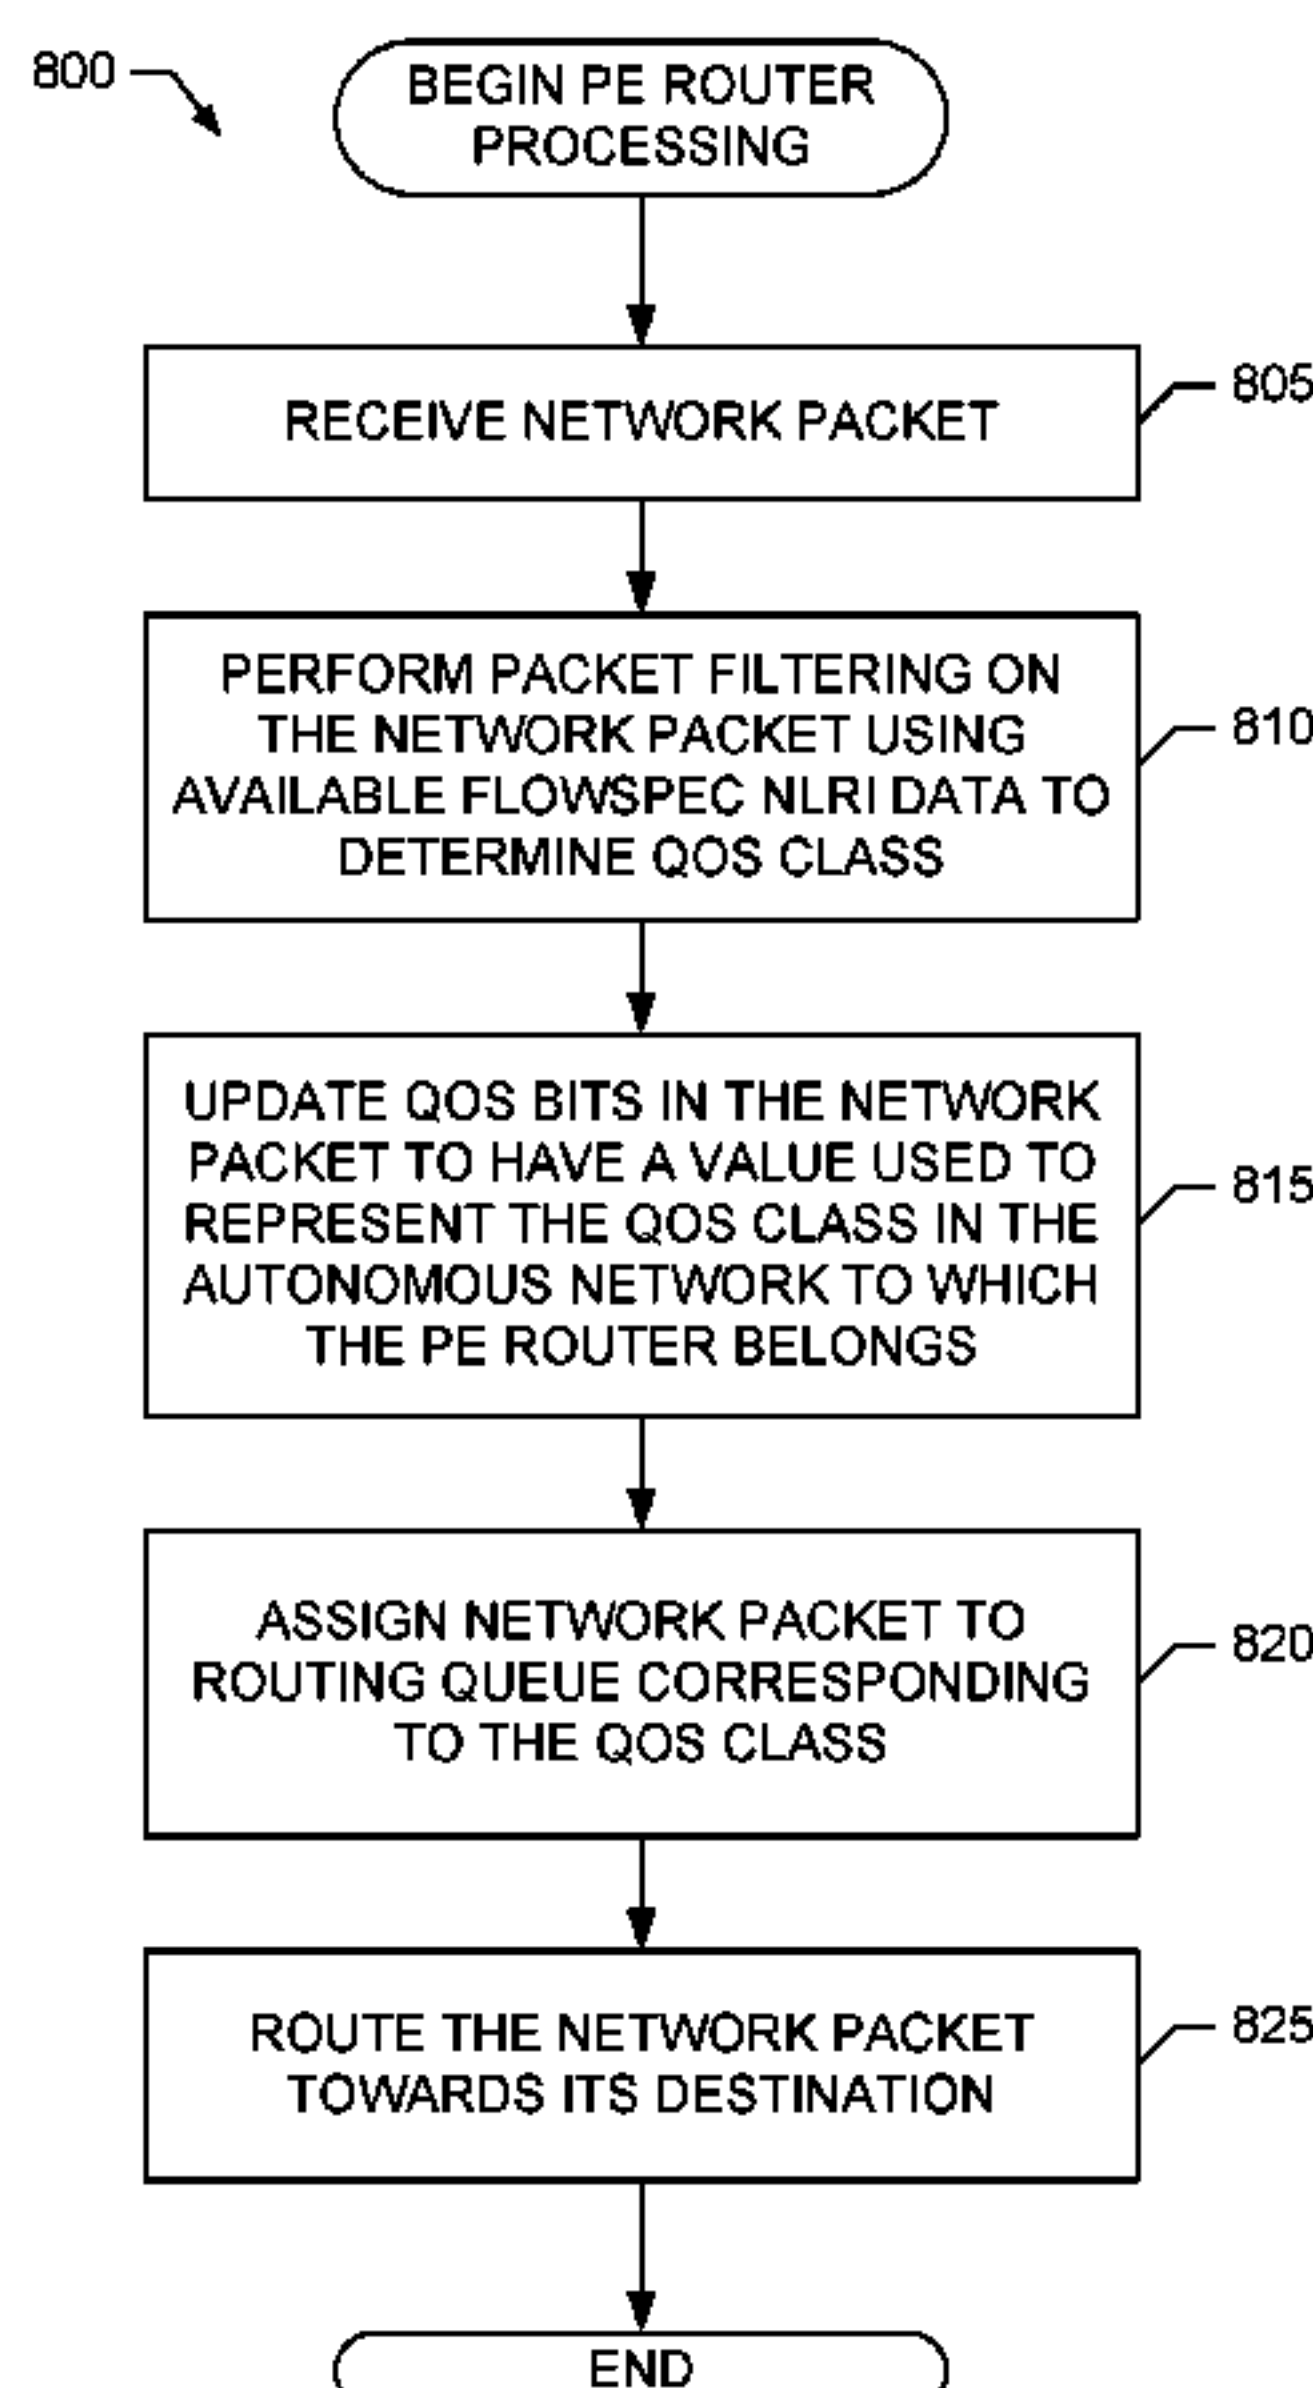 800
BEGIN PE ROUTER
PROCESSING
RECEIVE NETWORK PACKET
805
PERFORM PACKET FILTERING ON
THE NETWORK PACKET USING
AVAILABLE FLOWSPEC NLRI DATA TO
DETERMINE QOS CLASS
810
UPDATE QOS BITS IN THE NETWORK
PACKET TO HAVE A VALUE USED TO
REPRESENT THE QOS CLASS IN THE
AUTONOMOUS NETWORK TO WHICH
THE PE ROUTER BELONGS
815
ASSIGN NETWORK PACKET TO
ROUTING QUEUE CORRESPONDING
TO THE QOS CLASS
820
ROUTE THE NETWORK PACKET
TOWARDS ITS DESTINATION
825
END